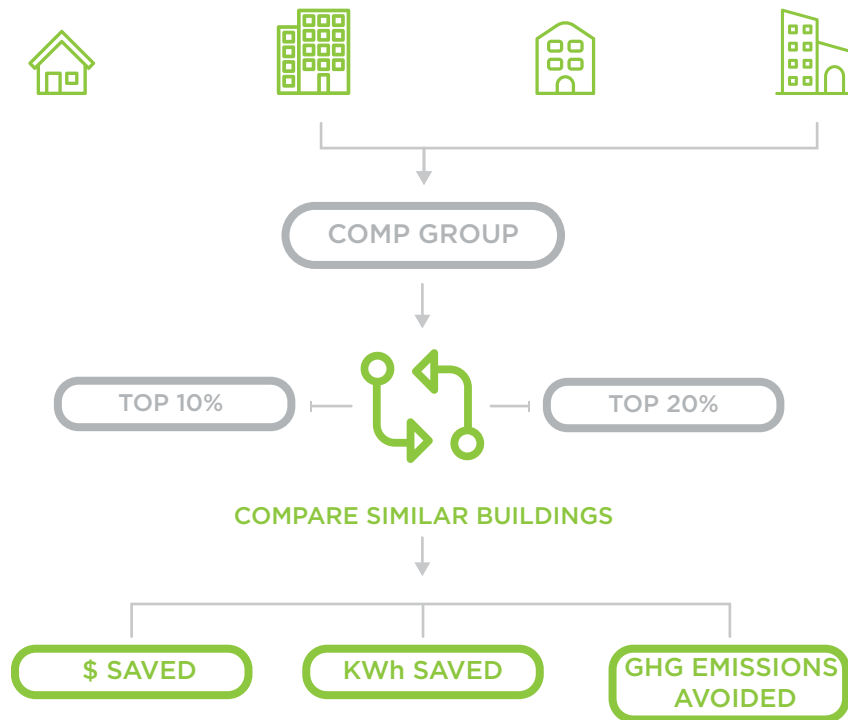 COMP GROUP
TOP 10%
TOP 20%
COMPARE SIMILAR BUILDINGS
$ SAVED
KWh SAVED
GHG EMISSIONS
AVOIDED